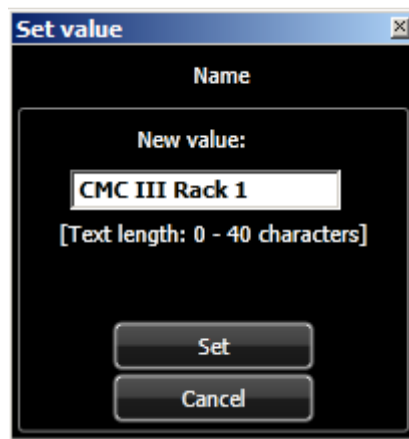 Set value
Name
New value:
CMC III Rack 1
[Text length: 0 - 40 characters]
Set
Cancel